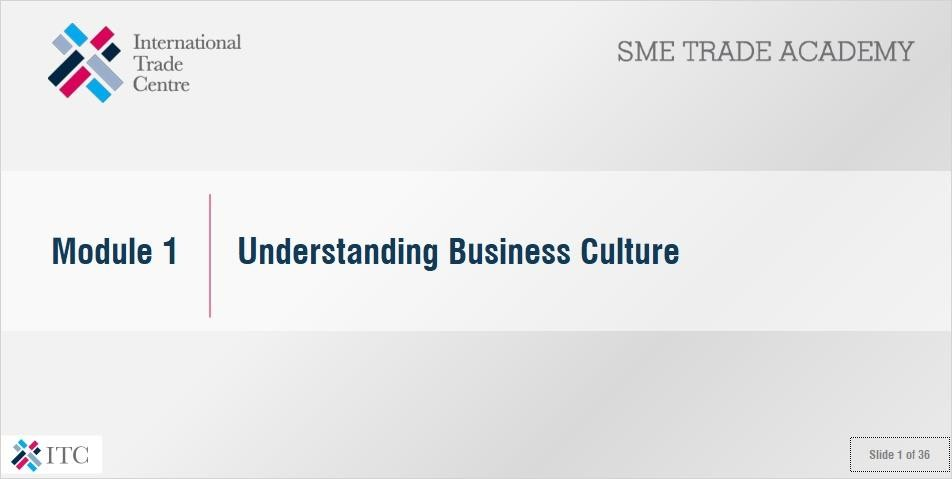 International
Trade
Centre
SME TRADE ACADEMY
Module 1
Understanding Business Culture
ITC
Slide 1 of 36